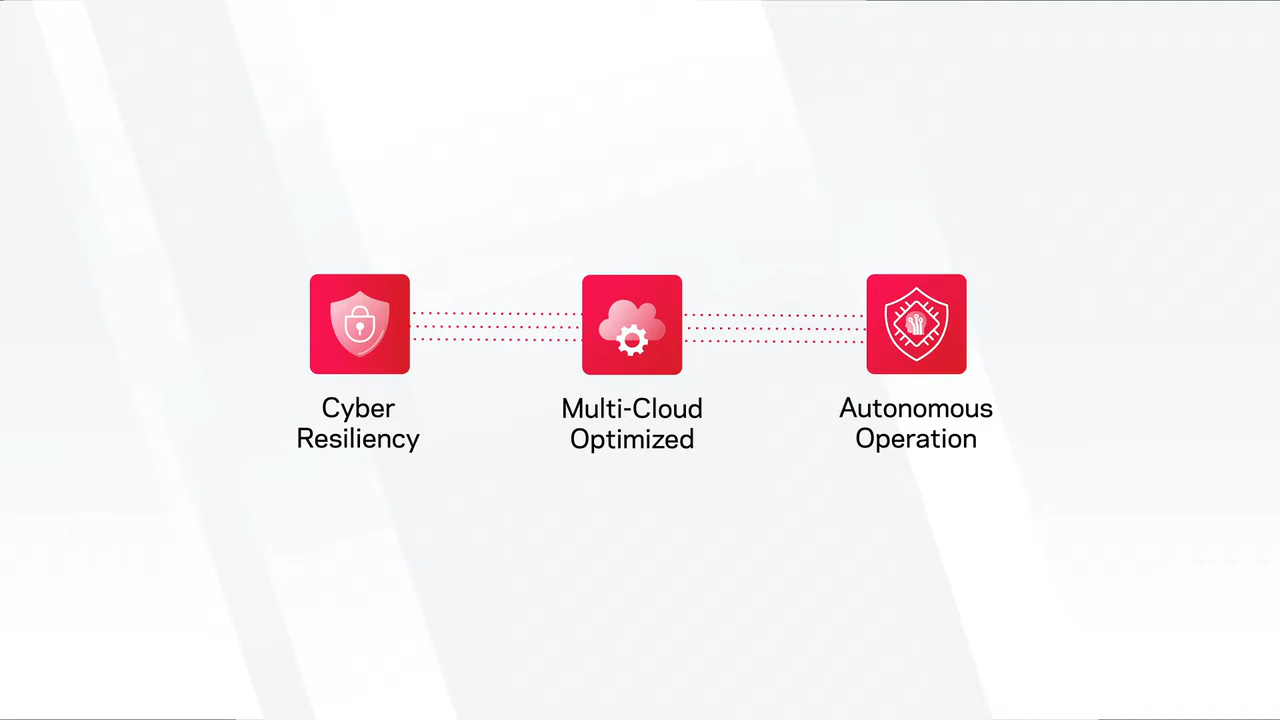 Cyber
Resiliency
Multi-Cloud
Optimized
Autonomous
Operation